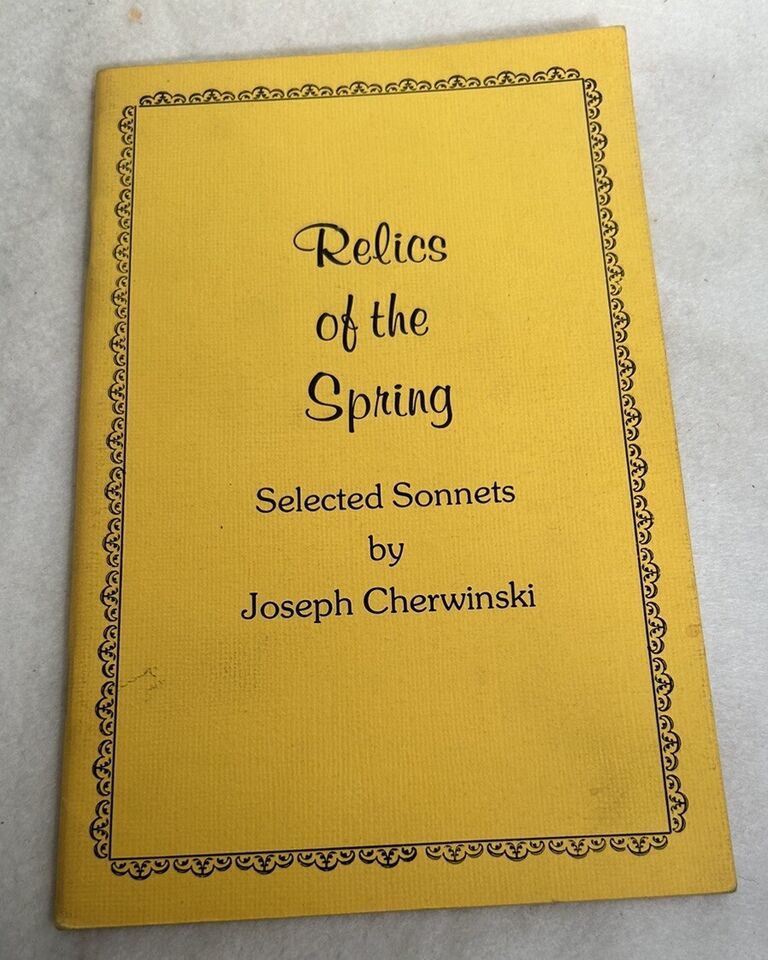 Relics
of the
Spring
Selected Sonnets
by
Joseph Cherwinski